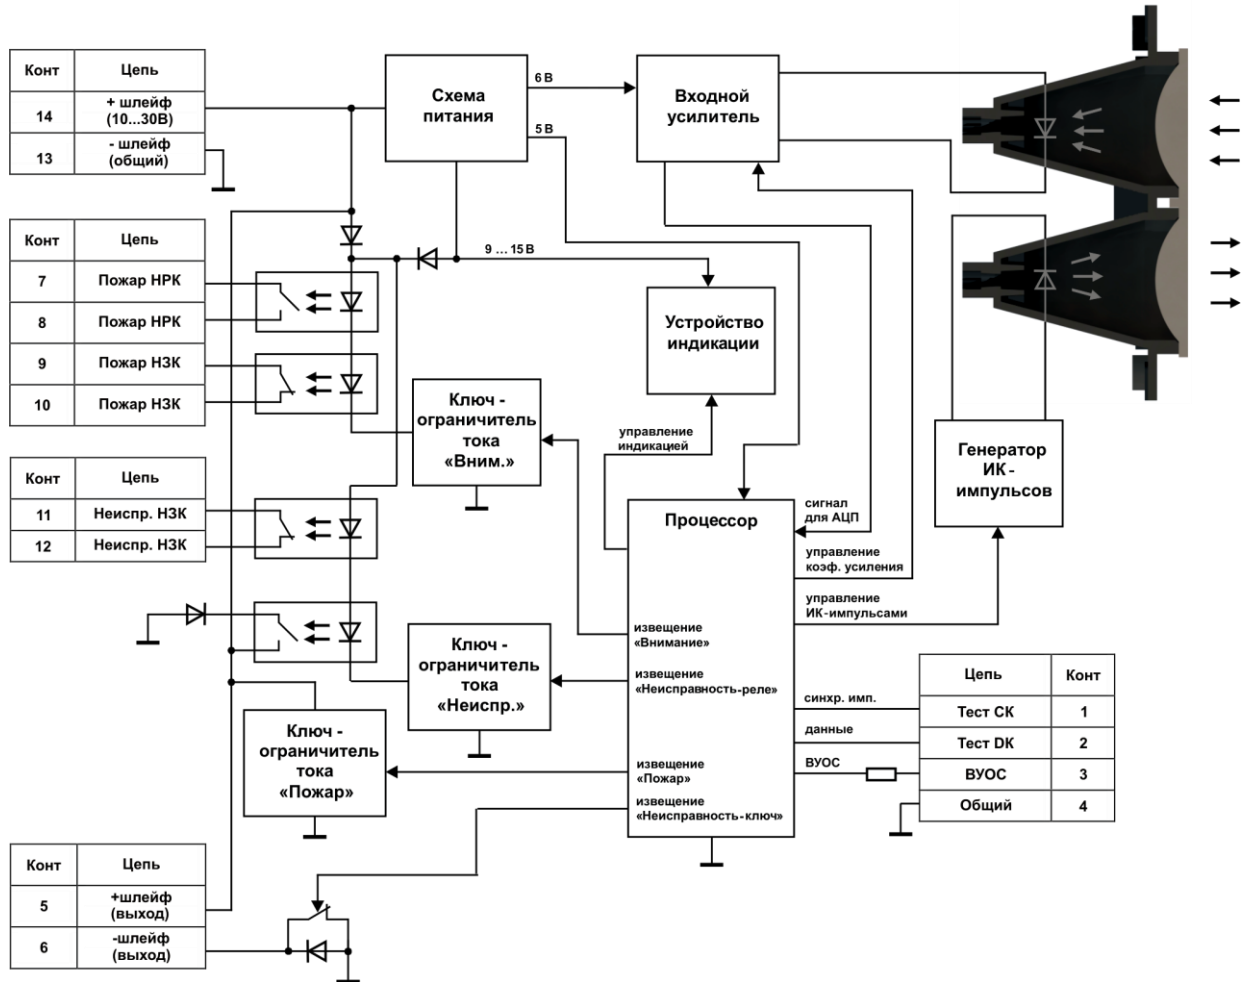 Конт Цепь
14 + шлейф
(10...30В)
13 - шлейф
(общий)
Конт Цепь
7 Пожар НРК
8 Пожар НРК
9 Пожар НЗК
10 Пожар НЗК
Конт Цепь
11 Неиспр. НЗК
12 Неиспр. НЗК
Конт Цепь
5 +шлейф
(выход)
6 -шлейф
(выход)
Схема
питания
6 В
5 В
9 ... 15 В
Входной
усилитель
Устройство
индикации
управление
индикацией
Ключ -
ограничитель
тока
«Вним.»
Ключ -
ограничитель
тока
«Неиспр.»
Ключ -
ограничитель
тока
«Пожар»
Процессор
извещение
«Внимание»
извещение
«Неисправность-реле»
извещение
«Пожар»
извещение
«Неисправность-ключ»
сигнал
для АЦП
управление
коэф. усиления
управление
ИК-импульсами
Генератор
ИК-
импульсов
синхр. имп.
данные
ВУОС
Цепь Конт
Тест СК 1
Тест DК 2
ВУОС 3
Общий 4